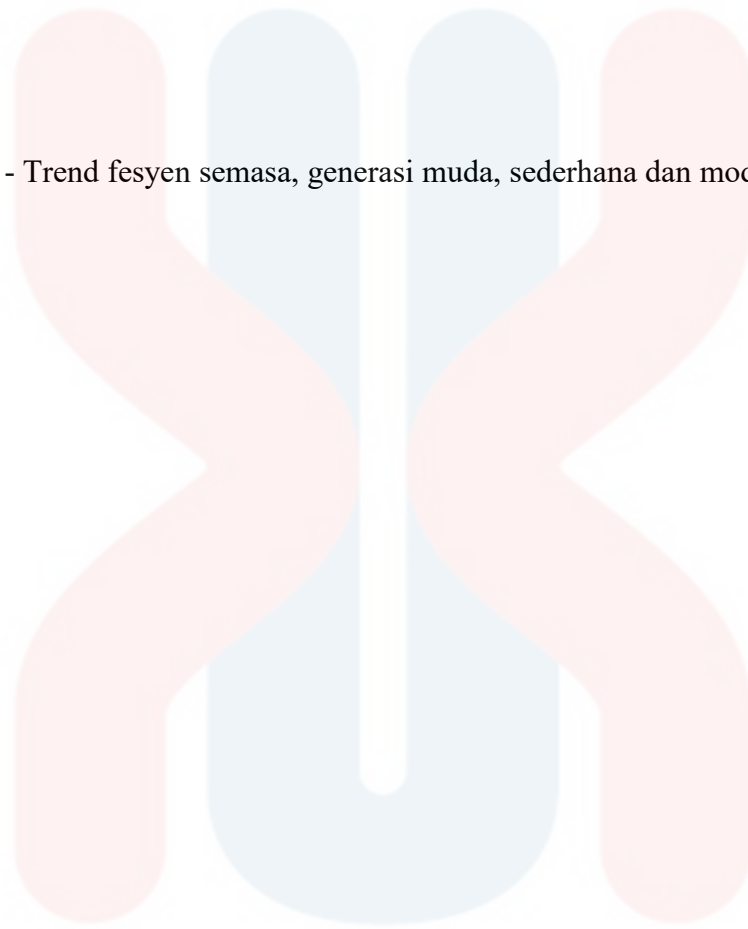 - Trend fesyen semasa, generasi muda, sederhana dan